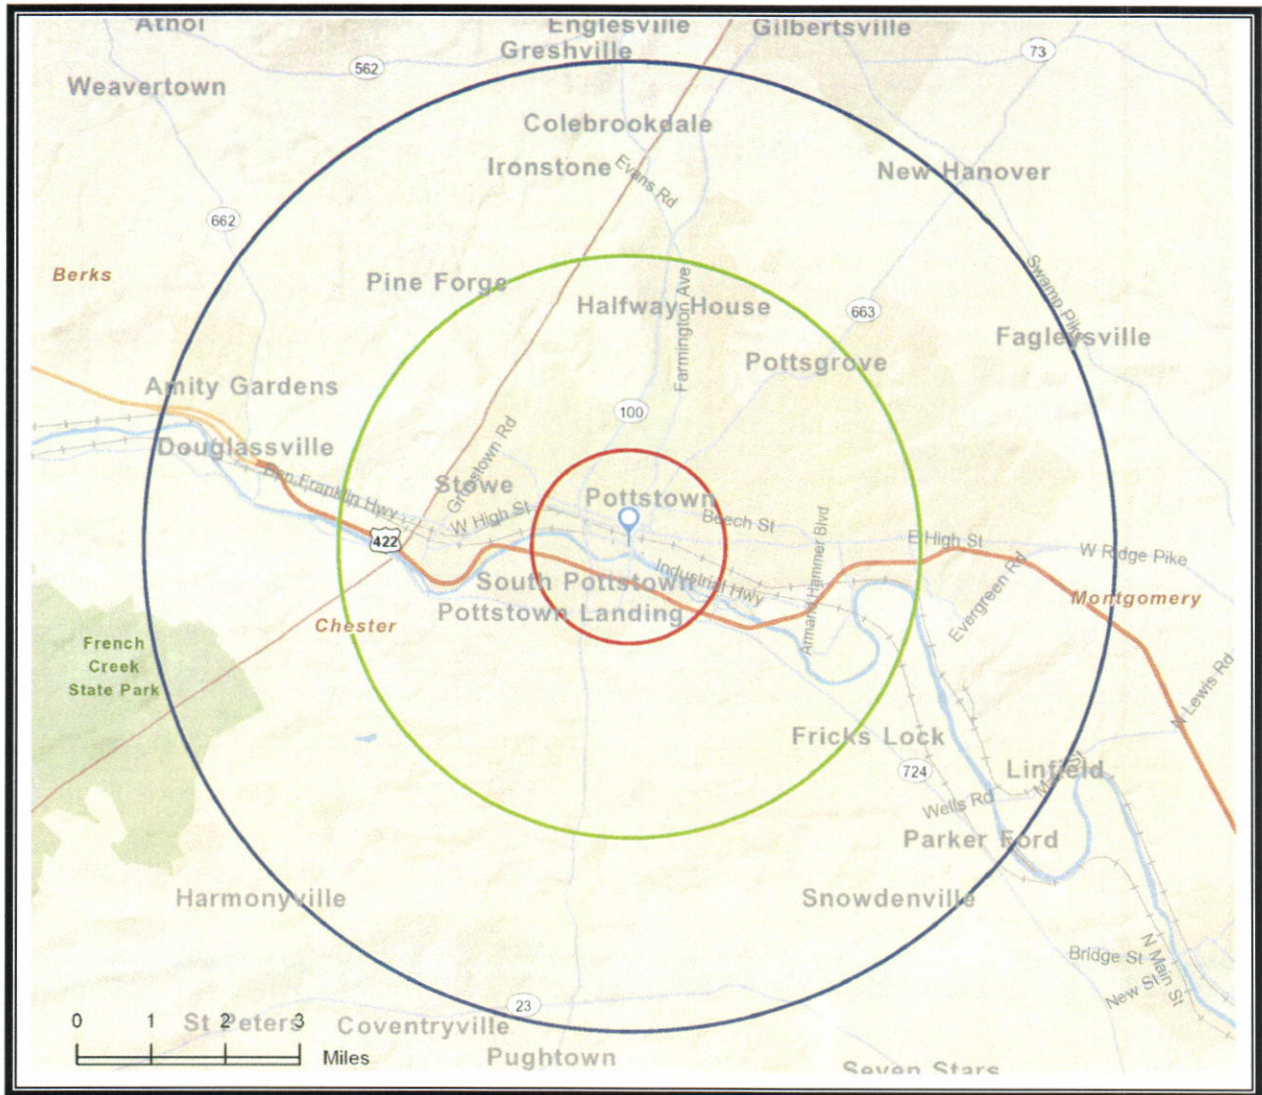 Athol
Englesville
Gilbertsville
Greshville
73
562
Weavertown
Colebrookdale
Ironstone
Evans Rd
New Hanover
662
Berks
Pine Forge
Swamp Pike
Halfway House
Farmington Ave
663
Fagleysville
Pottsgrove
Amity Gardens
100
Douglassville
Grosstown Rd
Ben Franklin Hwy
Stowe
Pottstown
W High St
Beech St
Armand Hammer Blvd
422
E High St
W Ridge Pike
South Pottstown
Industrial Hwy
Evergreen Rd
Pottstown Landing
Montgomery
Chester
French
Creek
State Park
N Lewis Rd
Fricks Lock
724
Linfield
Wells Rd
Parker Ford
Harmonyville
Snowdenville
Bridge St
N Main St
New St
23
0 1 2 3
Miles
St Peters
Coventryville
Pughtown
Seven Stars